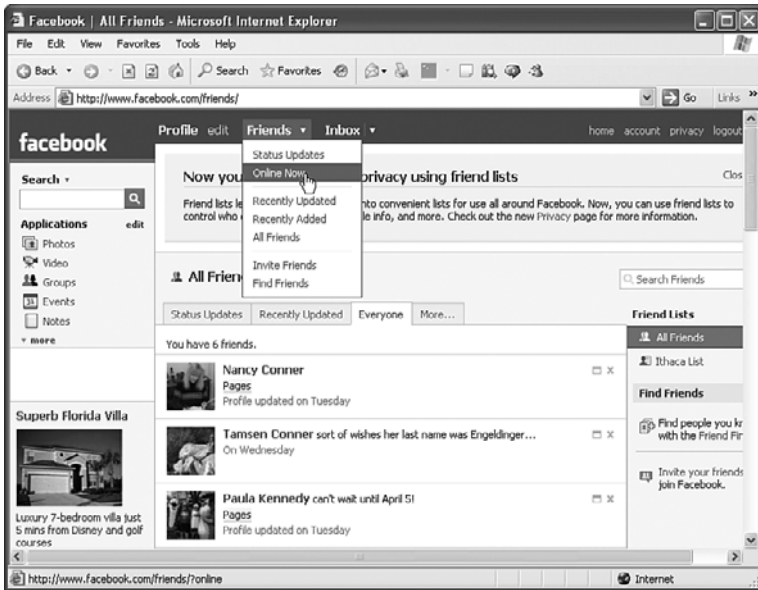 Facebook | All Friends - Microsoft Internet Explorer
File Edit View Favorites Tools Help
Back Search Favorites
Address http://www.facebook.com/friends/ Go Links »
facebook
Profile edit Friends Inbox
home account privacy logout
Status Updates
Online Now
Recently Updated
Recently Added
All Friends
Invite Friends
Find Friends
Search
Applications edit
Photos
Video
Groups
31 Events
Notes
more
Now you privacy using friend lists Clos
Friend lists le nto convenient lists for use all around Facebook. Now, you can use friend lists to
control who le info, and more. Check out the new Privacy page for more information.
All Frien
Search Friends
Status Updates Recently Updated Everyone More...
You have 6 friends.
Nancy Conner
Pages
Profile updated on Tuesday
Tamsen Conner sort of wishes her last name was Engeldinger...
On Wednesday
Paula Kennedy can't wait until April 5!
Pages
Profile updated on Tuesday
Friend Lists
All Friends
Ithaca List
Find Friends
Find people you kr
with the Friend Fir
Invite your friends
join Facebook.
Superb Florida Villa
Luxury 7-bedroom villa just
5 mins from Disney and golf
courses
http://www.facebook.com/friends/?online
Internet